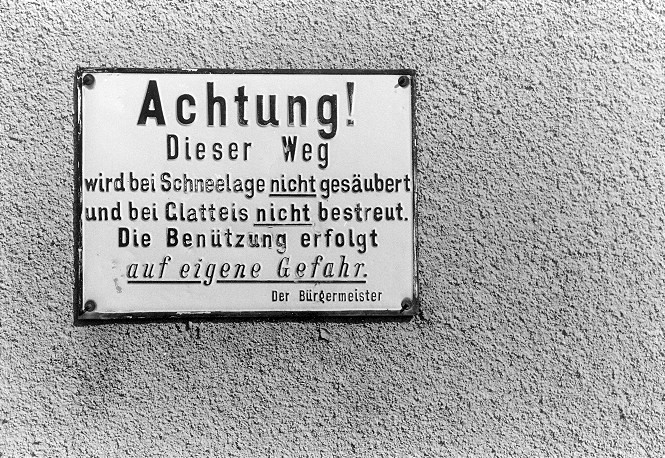 Achtung!
Dieser Weg
wird bei Schneelage nicht gesäubert
und bei Glatteis nicht bestreut.
Die Benützung erfolgt
auf eigene Gefahr.
Der Bürgermeister